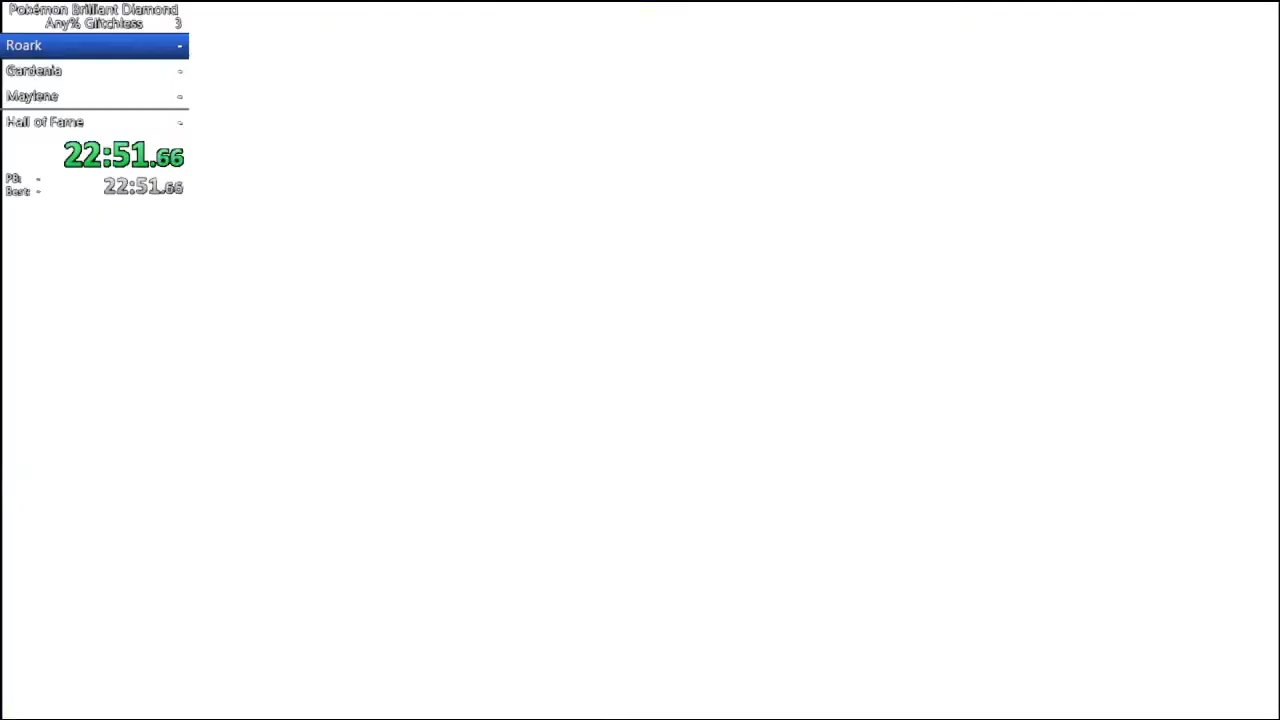 Pokémon Brilliant Diamond
Any% Glitchless 3
Roark -
Gardenia -
Maylene -
Hall of Fame -
22:51.66
PB: -
Best: -
22:51.66